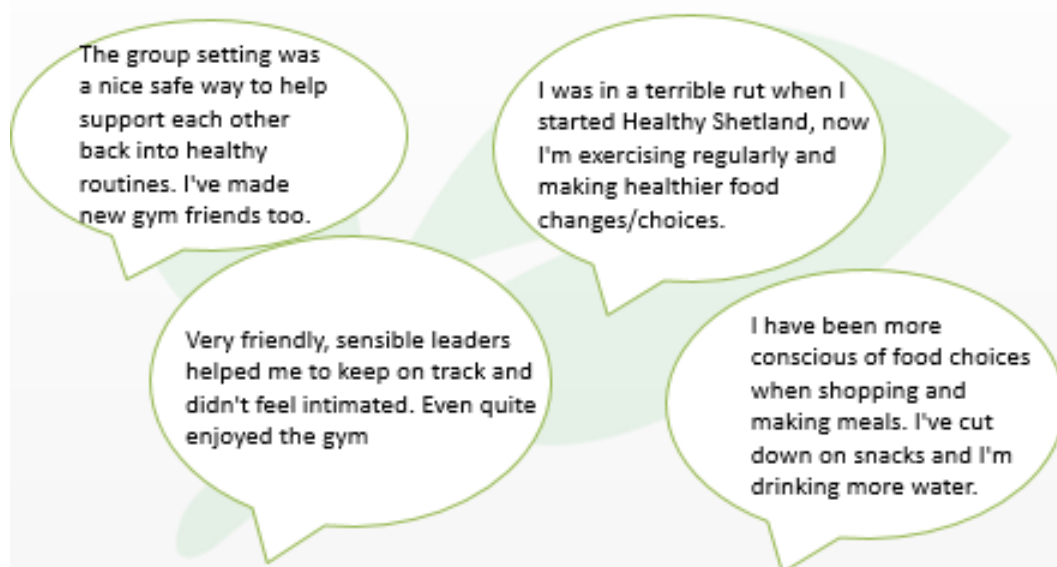 The group setting was
a nice safe way to help
support each other
back into healthy
routines. I've made
new gym friends too.
I was in a terrible rut when I
started Healthy Shetland, now
I'm exercising regularly and
making healthier food
changes/choices.
Very friendly, sensible leaders
helped me to keep on track and
didn't feel intimated. Even quite
enjoyed the gym
I have been more
conscious of food choices
when shopping and
making meals. I've cut
down on snacks and I'm
drinking more water.